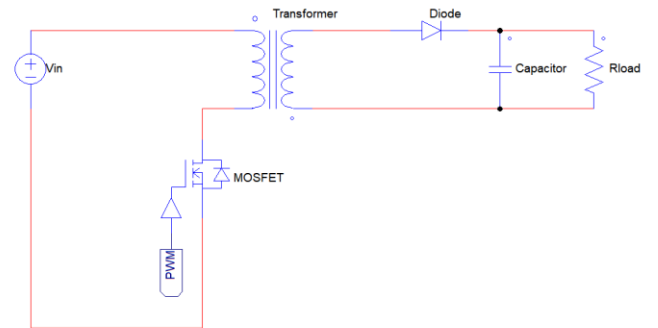 Transformer
Diode
Vin
Capacitor
Rload
MOSFET
PWM